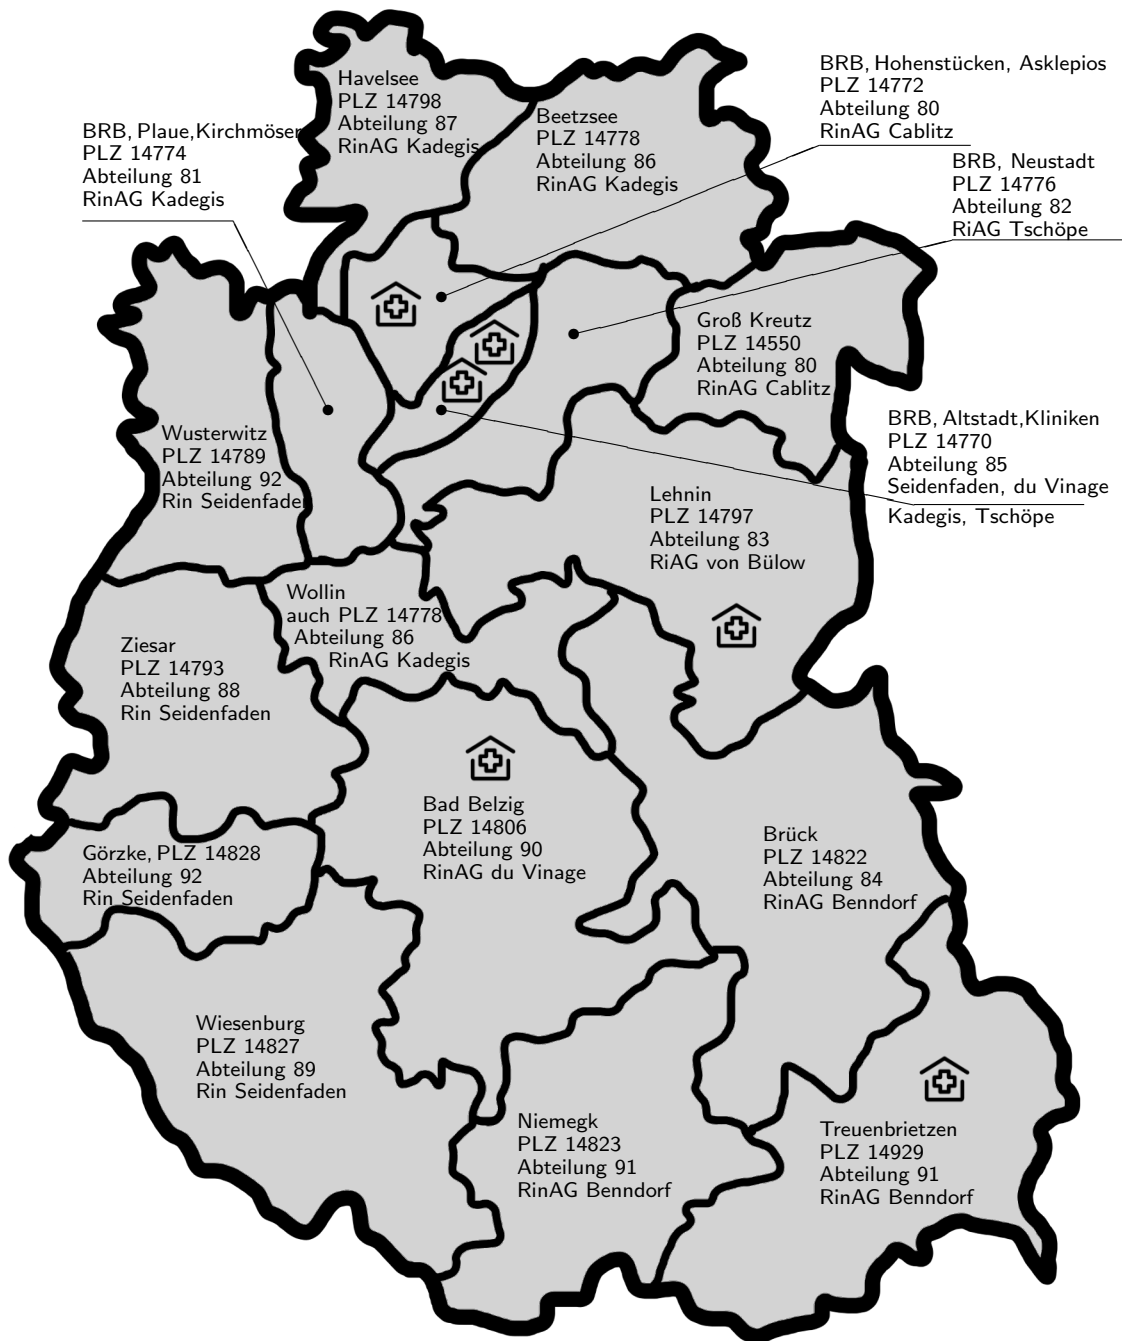 Havelsee
PLZ 14798
Abteilung 87
RinAG Kadegis
Beetzsee
PLZ 14778
Abteilung 86
RinAG Kadegis
BRB, Hohenstücken, Asklepios
PLZ 14772
Abteilung 80
RinAG Cablitz
BRB, Plaue,Kirchmöser
PLZ 14774
Abteilung 81
RinAG Kadegis
BRB, Neustadt
PLZ 14776
Abteilung 82
RiAG Tschöpe
Groß Kreutz
PLZ 14550
Abteilung 80
RinAG Cablitz
BRB, Altstadt,Kliniken
PLZ 14770
Abteilung 85
Seidenfaden, du Vinage
Kadegis, Tschöpe
Wusterwitz
PLZ 14789
Abteilung 92
Rin Seidenfaden
Lehnin
PLZ 14797
Abteilung 83
RiAG von Bülow
Wollin
auch PLZ 14778
Abteilung 86
RinAG Kadegis
Ziesar
PLZ 14793
Abteilung 88
Rin Seidenfaden
Bad Belzig
PLZ 14806
Abteilung 90
RinAG du Vinage
Brück
PLZ 14822
Abteilung 84
RinAG Benndorf
Görzke, PLZ 14828
Abteilung 92
Rin Seidenfaden
Wiesenburg
PLZ 14827
Abteilung 89
Rin Seidenfaden
Niemegk
PLZ 14823
Abteilung 91
RinAG Benndorf
Treuenbrietzen
PLZ 14929
Abteilung 91
RinAG Benndorf